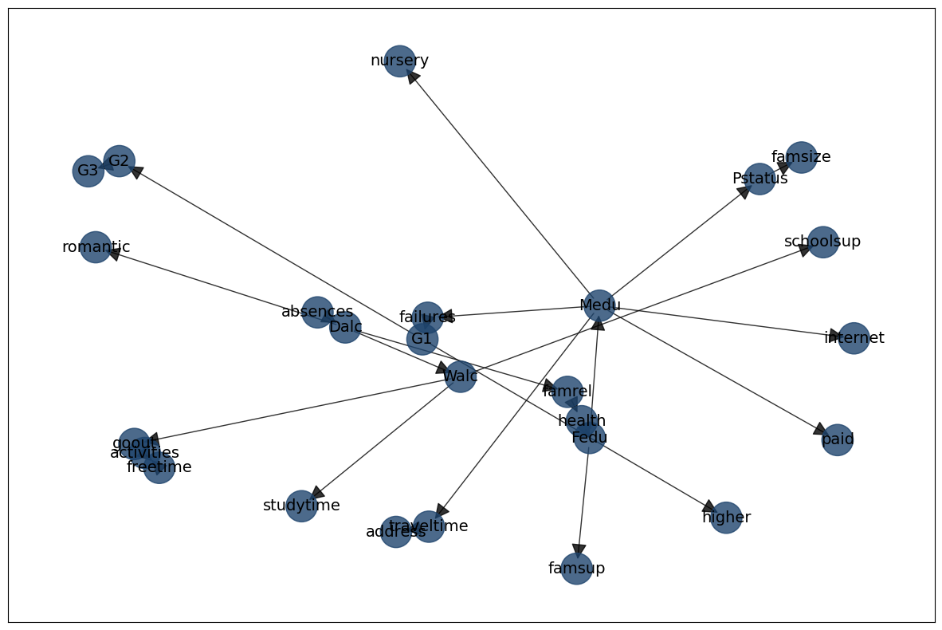 nursery
famsize
G2
G3
Pstatus
schoolsup
romantic
Medu
absences
failures
Dalc
G1
internet
Walc
famrel
health
Fedu
paid
goout
activities
freetime
studytime
higher
traveltime
address
famsup